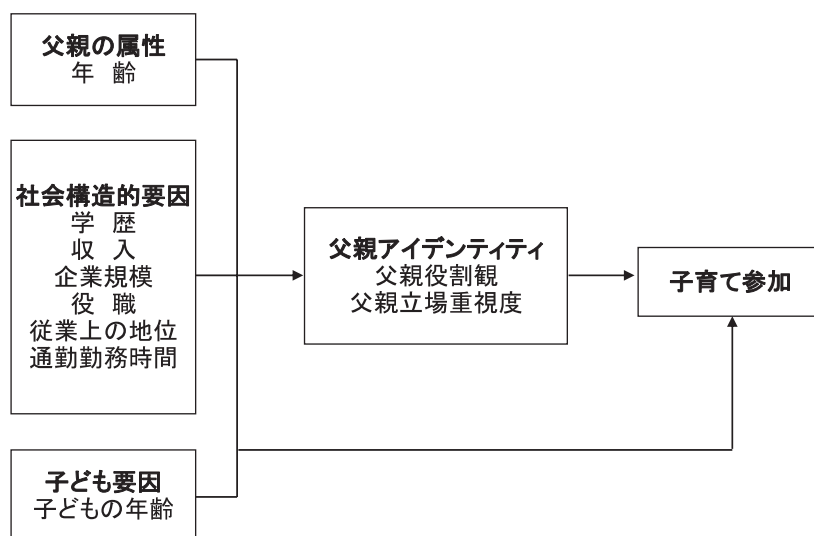 父親の属性
年 齢
社会構造的要因
学 歴
収 入
企業規模
役 職
従業上の地位
通勤勤務時間
子ども要因
子どもの年齢
父親アイデンティティ
父親役割観
父親立場重視度
子育て参加